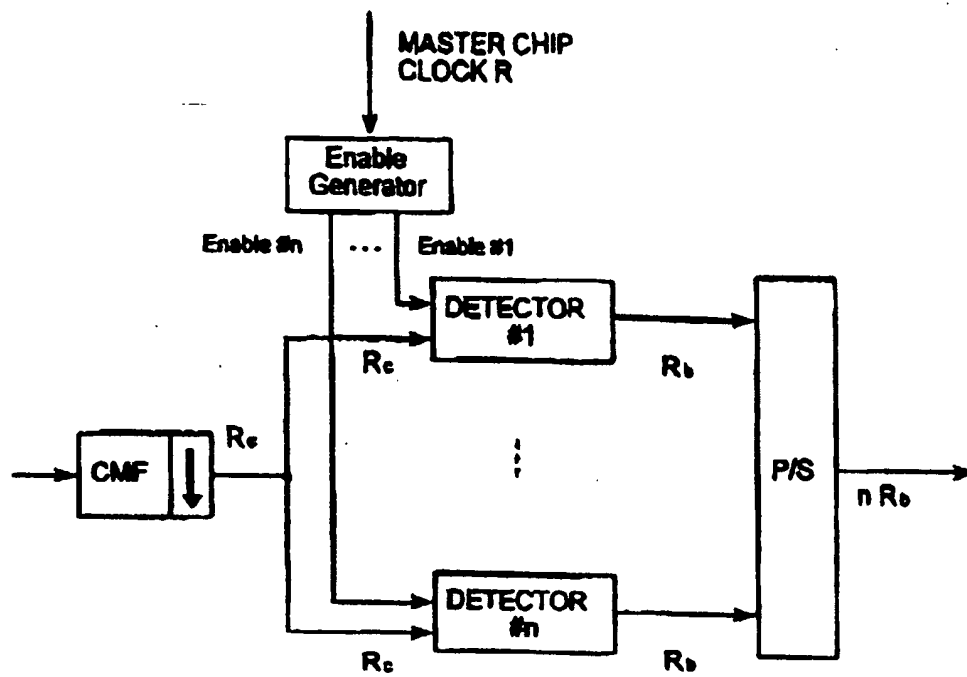 MASTER CHIP
CLOCK R
Enable
Generator
Enable #n
...
Enable #1
DETECTOR
#1
Rc
Rb
Rc
CMF
P/S
n Rb
DETECTOR
#n
Rc
Rb